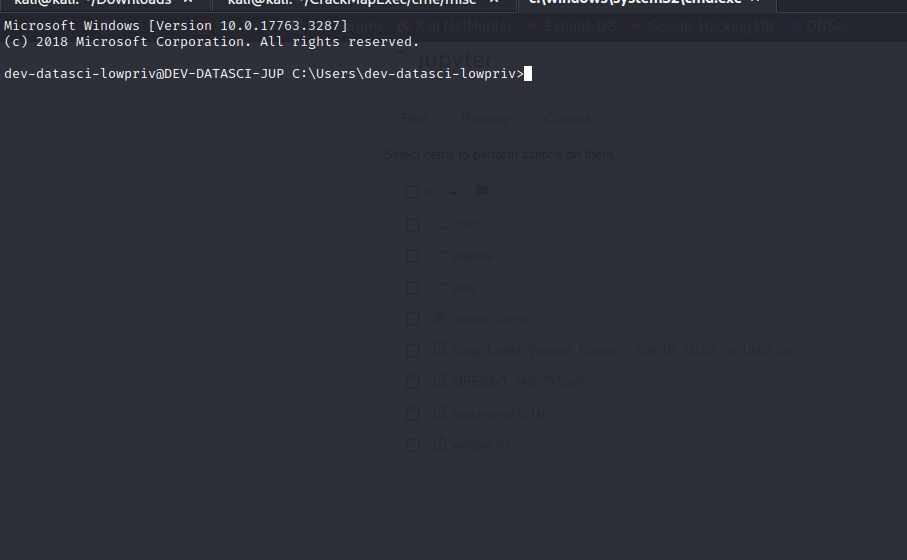 kali@kali: ~/Downloads
kali@kali: ~/CrackMapExec/cme/misc
c:\windows\system32\cmd.exe
Microsoft Windows [Version 10.0.17763.3287]
(c) 2018 Microsoft Corporation. All rights reserved.
Kali NetHunter Exploit-DB Google Hacking DB OffSec
jupyter
dev-datasci-lowpriv@DEV-DATASCI-JUP C:\Users\dev-datasci-lowpriv>
Files Running Clusters
Select items to perform actions on them.
0
misc
papers
pics
weasel.ipynb
Long-Tailed_Weasel_Range_-_CWHR_M157_[ds1940].csv
MPE63-3_745-757.pdf
requirements.txt
weasel.txt